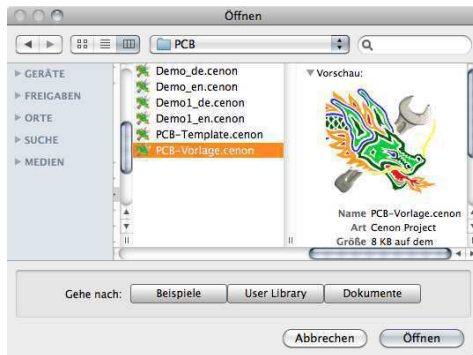 Öffnen
PCB
GERÄTE
FREIGABEN
ORTE
SUCHE
MEDIEN
Demo_de.cenon
Demo_en.cenon
Demo1_de.cenon
Demo1_en.cenon
PCB-Template.cenon
PCB-Vorlage.cenon
Vorschau:
Name PCB-Vorlage.cenon
Art Cenon Project
Größe 8 KB auf dem
Gehe nach: Beispiele User Library Dokumente
Abbrechen Öffnen